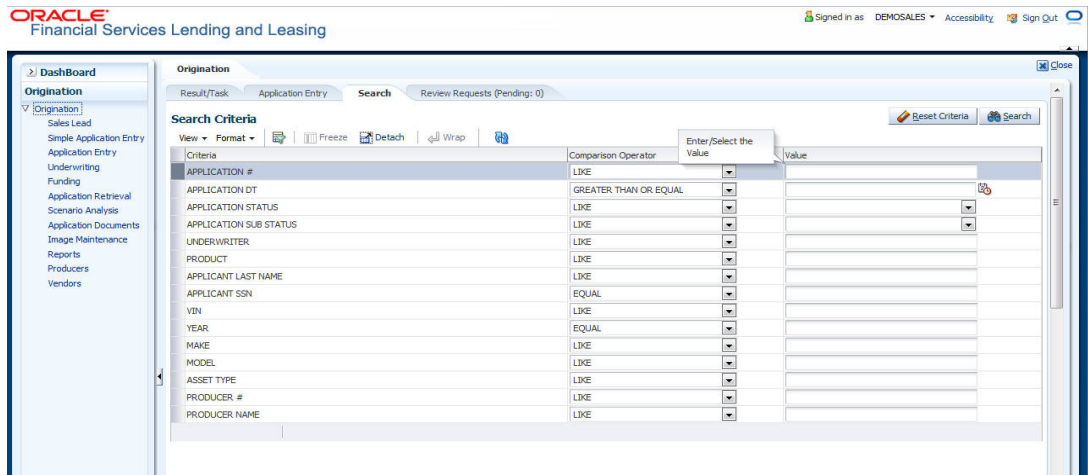 ORACLE
Financial Services Lending and Leasing
Signed in as DEMOSALES Accessibility Sign Out
Close
DashBoard
Origination
Origination
Sales Lead
Simple Application Entry
Application Entry
Underwriting
Funding
Application Retrieval
Scenario Analysis
Application Documents
Image Maintenance
Reports
Producers
Vendors
Origination
Result/Task Application Entry Search Review Requests (Pending: 0)
Search Criteria
Reset Criteria Search
View Format Freeze Detach Wrap
Enter/Select the
Value
Criteria Comparison Operator Value
APPLICATION # LIKE
APPLICATION DT GREATER THAN OR EQUAL
APPLICATION STATUS LIKE
APPLICATION SUB STATUS LIKE
UNDERWRITER LIKE
PRODUCT LIKE
APPLICANT LAST NAME LIKE
APPLICANT SSN EQUAL
VIN LIKE
YEAR EQUAL
MAKE LIKE
MODEL LIKE
ASSET TYPE LIKE
PRODUCER # LIKE
PRODUCER NAME LIKE